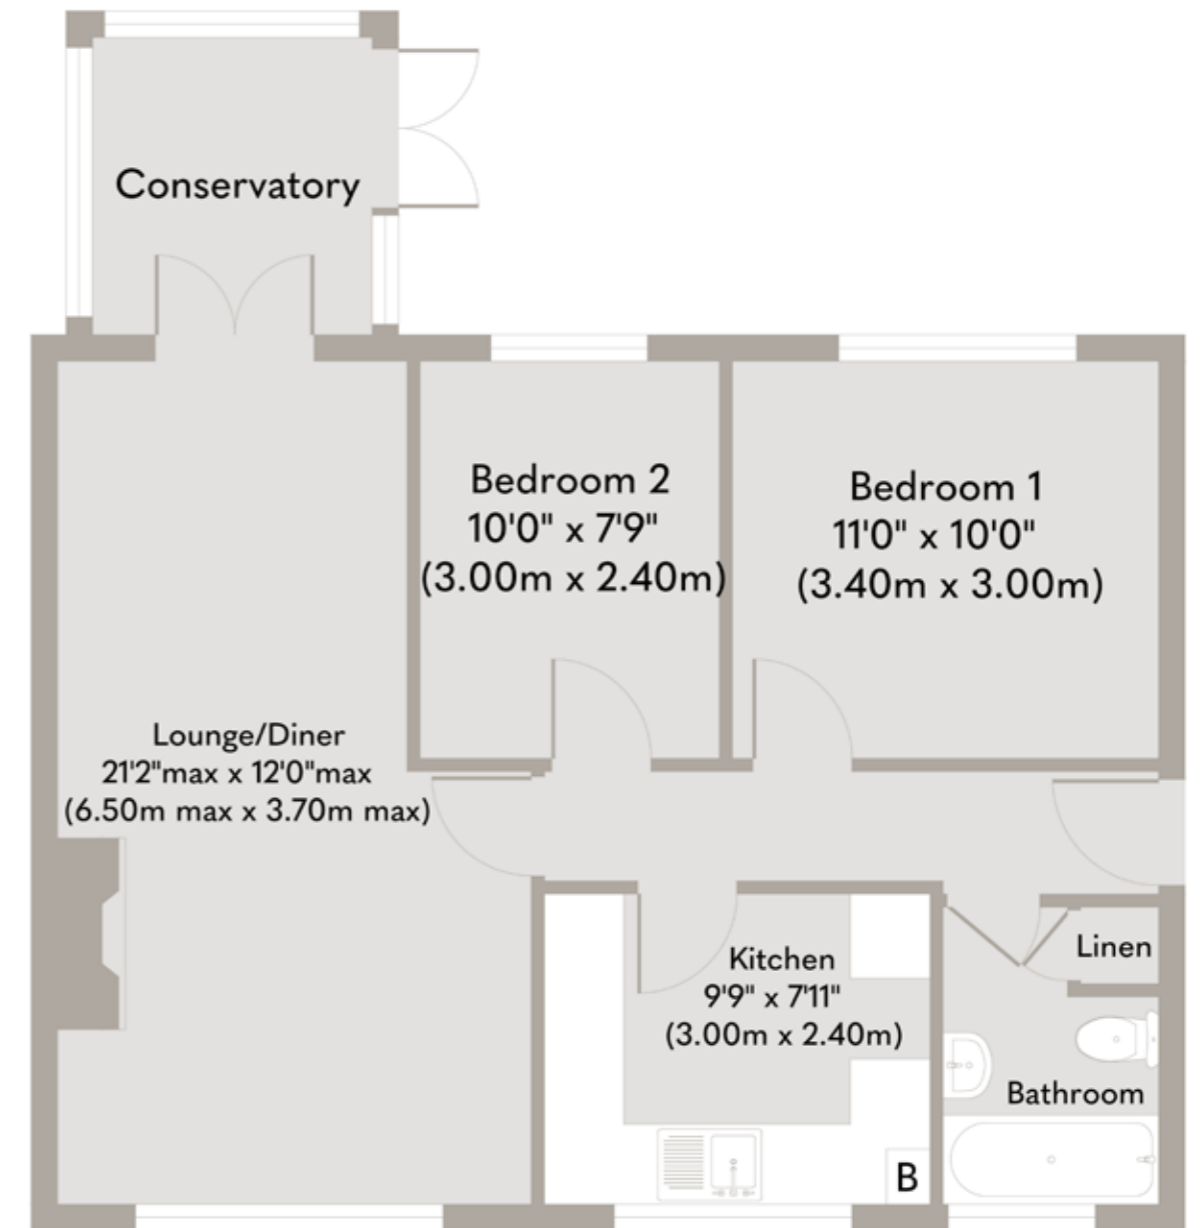 Conservatory
Bedroom 2
10'0" x 7'9"
(3.00m x 2.40m)
Bedroom 1
11'0" x 10'0"
(3.40m x 3.00m)
Lounge/Diner
21'2"max x 12'0"max
(6.50m max x 3.70m max)
Kitchen
9'9" x 7'11"
(3.00m x 2.40m)
Linen
Bathroom
B